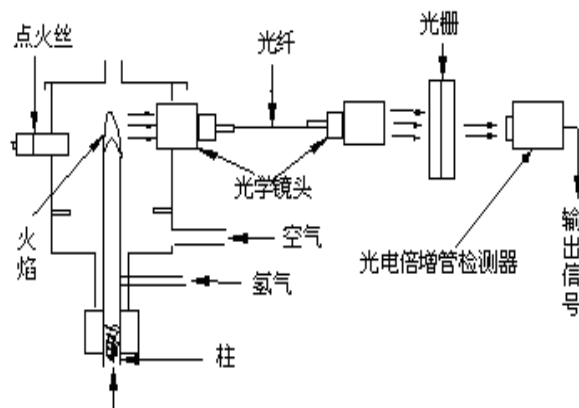 点火丝
光纤
光栅
光学镜头
火焰
空气
氢气
柱
光电倍增管检测器
输出信号